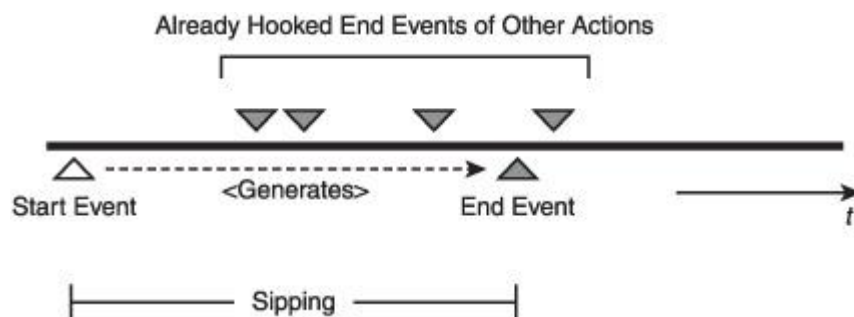 Already Hooked End Events of Other Actions
<Generates>
Start Event
End Event
t
Sipping